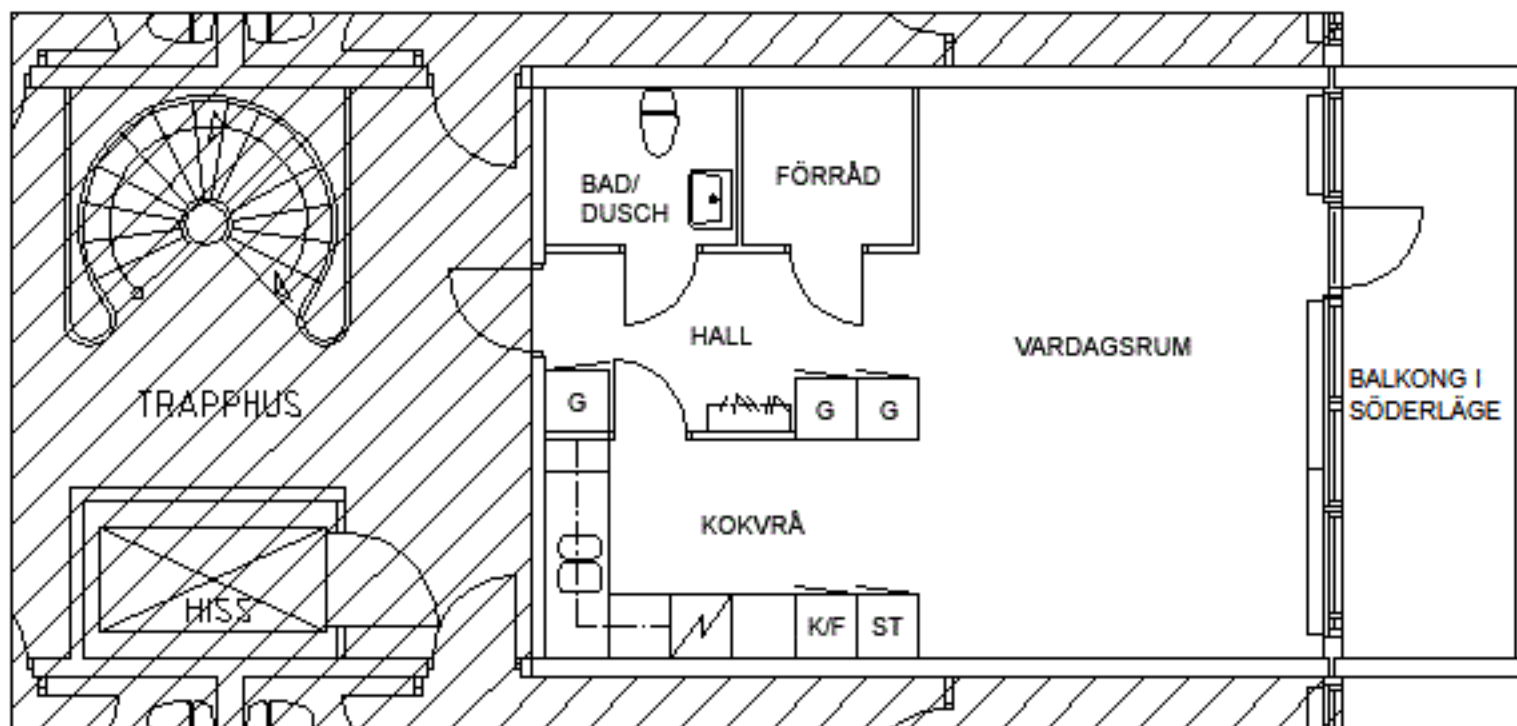 BAD/
DUSCH
FÖRRÅD
HALL
VARDAGSRUM
BALKONG I
SÖDERLÄGE
TRAPPHUS
G
G
G
KOKVRÅ
HISS
K/F
ST